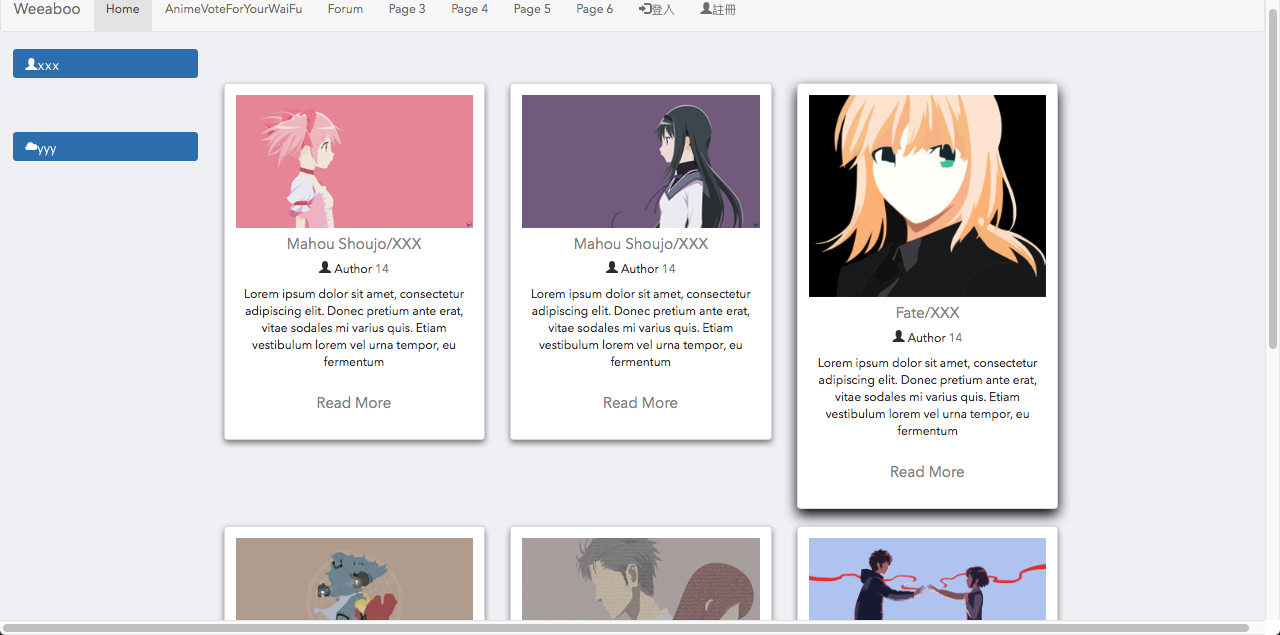 Weeaboo Home AnimeVoteForYourWaiFu Forum Page 3 Page 4 Page 5 Page 6 登入 註冊
xxx
yyy
Mahou Shoujo/XXX
Author 14
Lorem ipsum dolor sit amet, consectetur
adipiscing elit. Donec pretium ante erat,
vitae sodales mi varius quis. Etiam
vestibulum lorem vel urna tempor, eu
fermentum
Read More
Mahou Shoujo/XXX
Author 14
Lorem ipsum dolor sit amet, consectetur
adipiscing elit. Donec pretium ante erat,
vitae sodales mi varius quis. Etiam
vestibulum lorem vel urna tempor, eu
fermentum
Read More
Fate/XXX
Author 14
Lorem ipsum dolor sit amet, consectetur
adipiscing elit. Donec pretium ante erat,
vitae sodales mi varius quis. Etiam
vestibulum lorem vel urna tempor, eu
fermentum
Read More